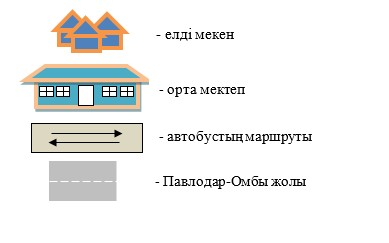 - елді мекен
- орта мектеп
- автобустың маршруты
- Павлодар-Омбы жолы